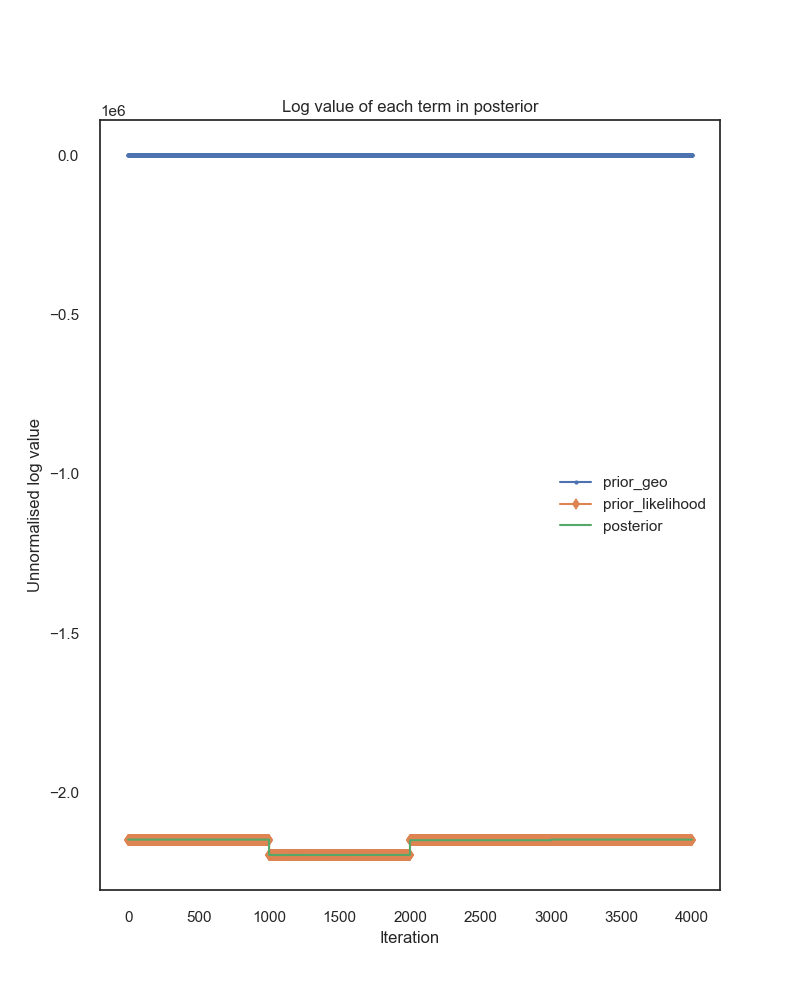 Log value of each term in posterior
1e6
0.0
−0.5
−1.0
−1.5
−2.0
Unnormalised log value
prior_geo
prior_likelihood
posterior
0 500 1000 1500 2000 2500 3000 3500 4000
Iteration